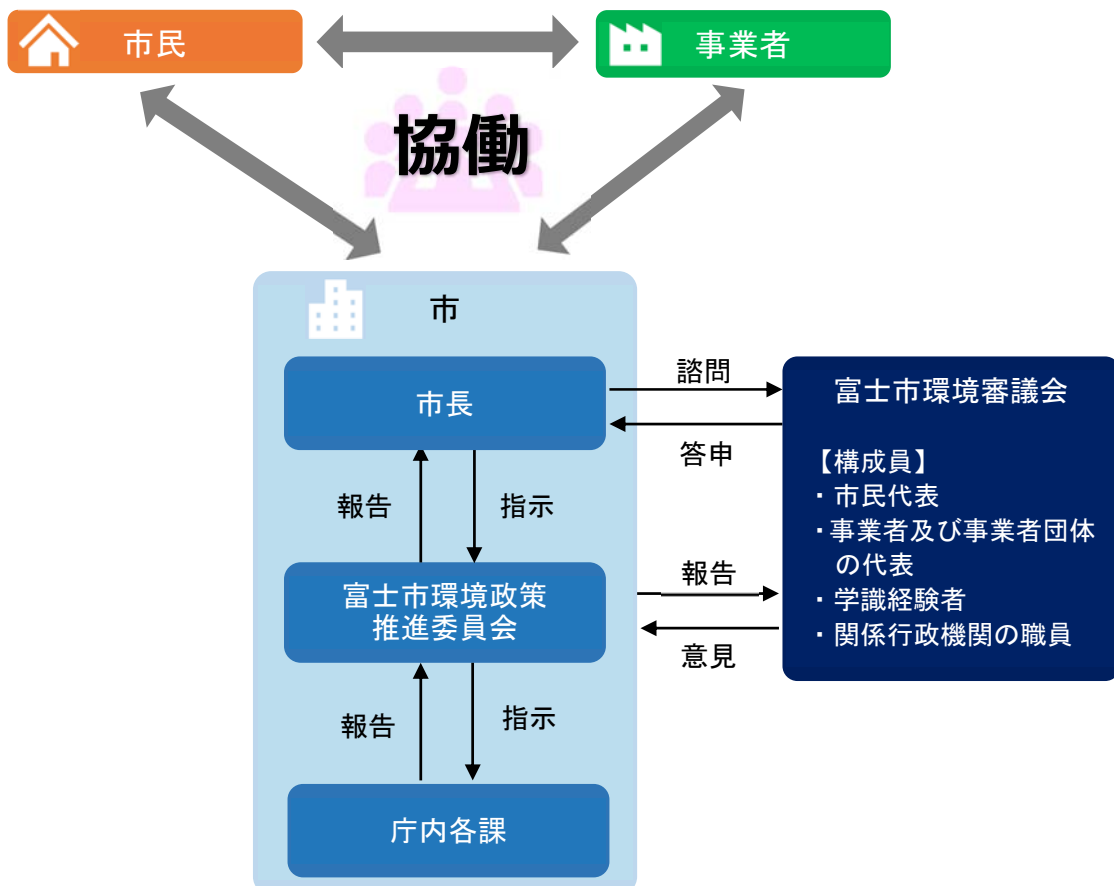 市民
事業者
協働
市
市長
諮問
富士市環境審議会
答申
【構成員】
・市民代表
・事業者及び事業者団体
の代表
・学識経験者
・関係行政機関の職員
報告
指示
富士市環境政策
推進委員会
報告
意見
報告
指示
庁内各課